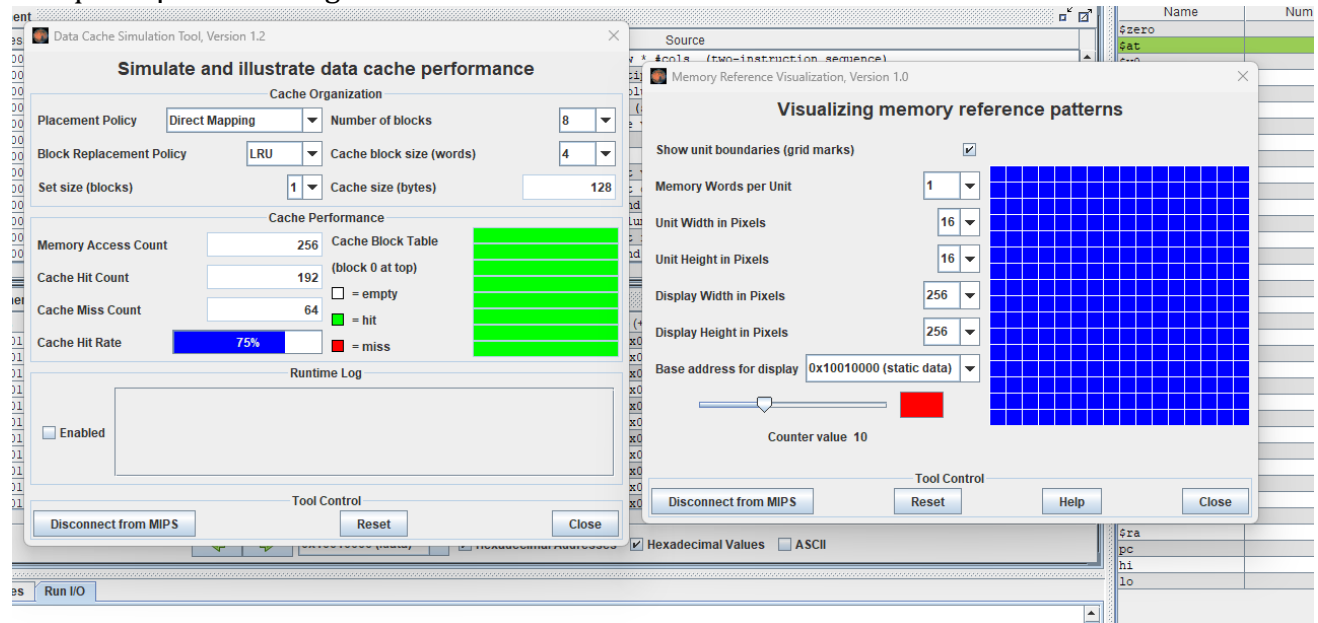 Name
Num
$zero
$at
Source
Data Cache Simulation Tool, Version 1.2
Simulate and illustrate data cache performance
Cache Organization
Placement Policy Direct Mapping Number of blocks 8
Block Replacement Policy LRU Cache block size (words) 4
Set size (blocks) 1 Cache size (bytes) 128
Cache Performance
Memory Access Count 256 Cache Block Table
Cache Hit Count 192 (block 0 at top)
= empty
Cache Miss Count 64
= hit
Cache Hit Rate 75% = miss
Runtime Log
Enabled
Tool Control
Disconnect from MIPS Reset Close
* #cols (two-instruction sequence)
Memory Reference Visualization, Version 1.0
Visualizing memory reference patterns
Show unit boundaries (grid marks)
Memory Words per Unit 1
Unit Width in Pixels 16
Unit Height in Pixels 16
Display Width in Pixels 256
Display Height in Pixels 256
Base address for display 0x10010000 (static data)
Counter value 10
Tool Control
Disconnect from MIPS Reset Help Close
Hexadecimal Addresses Hexadecimal Values ASCII
$ra
pc
hi
lo
Run I/O